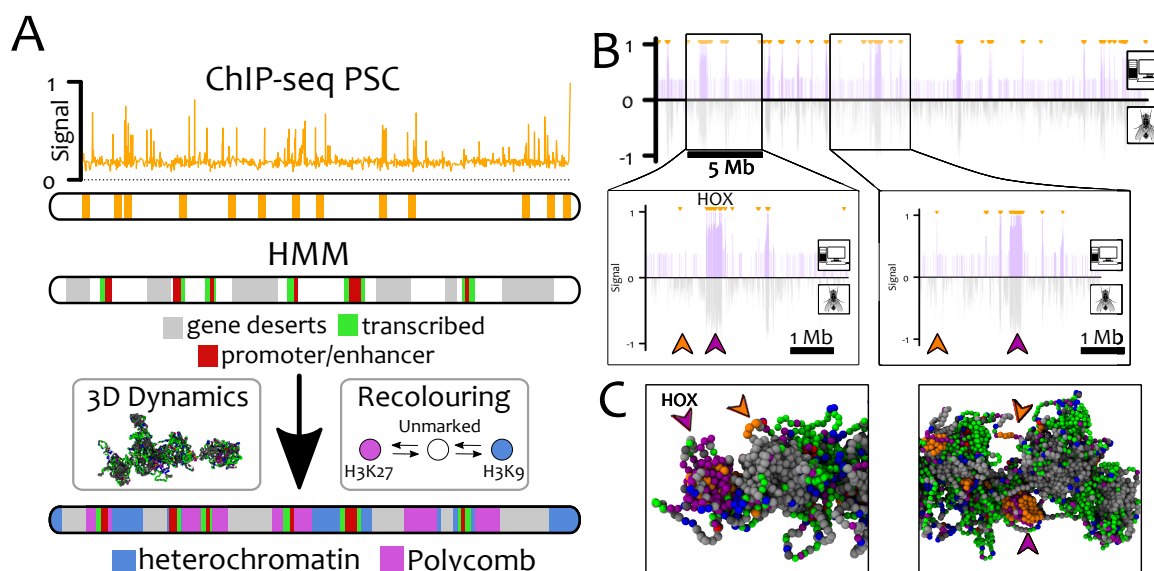 A
ChIP-seq PSC
1
Signal
0
HMM
gene deserts
transcribed
promoter/enhancer
3D Dynamics
Recolouring
Unmarked
H3K27
H3K9
heterochromatin
Polycomb
B
1
0
-1
5 Mb
HOX
1
Signal
0
-1
1 Mb
1
Signal
0
-1
1 Mb
C
HOX